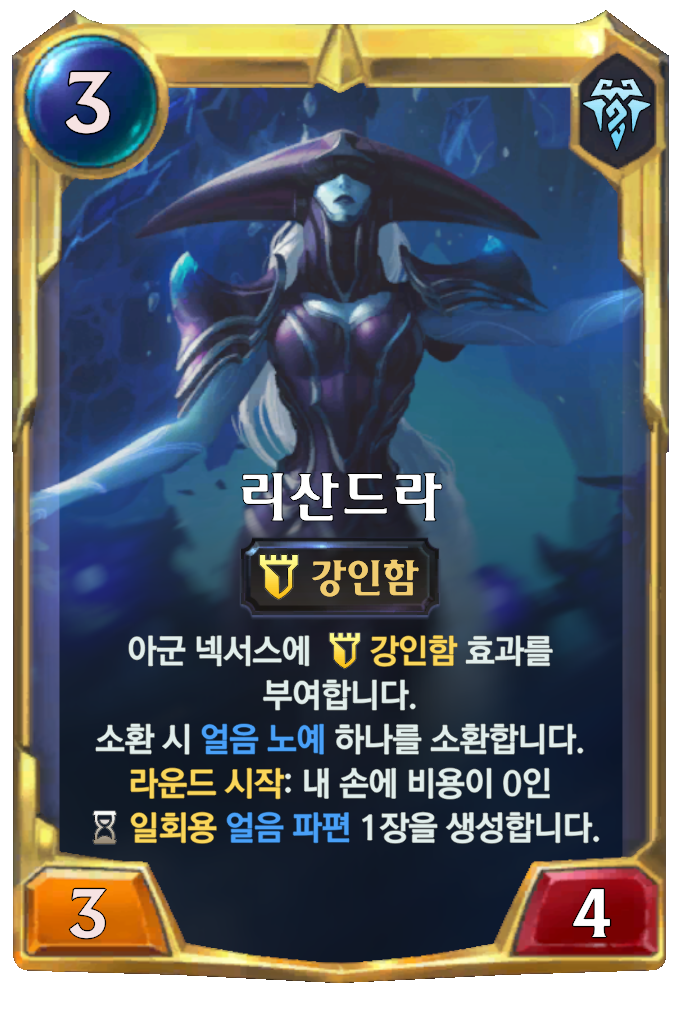 3
리산드라
강인함
아군 넥서스에 강인함 효과를
부여합니다.
소환 시 얼음 노예 하나를 소환합니다.
라운드 시작: 내 손에 비용이 0인
일회용 얼음 파편 1장을 생성합니다.
3
4